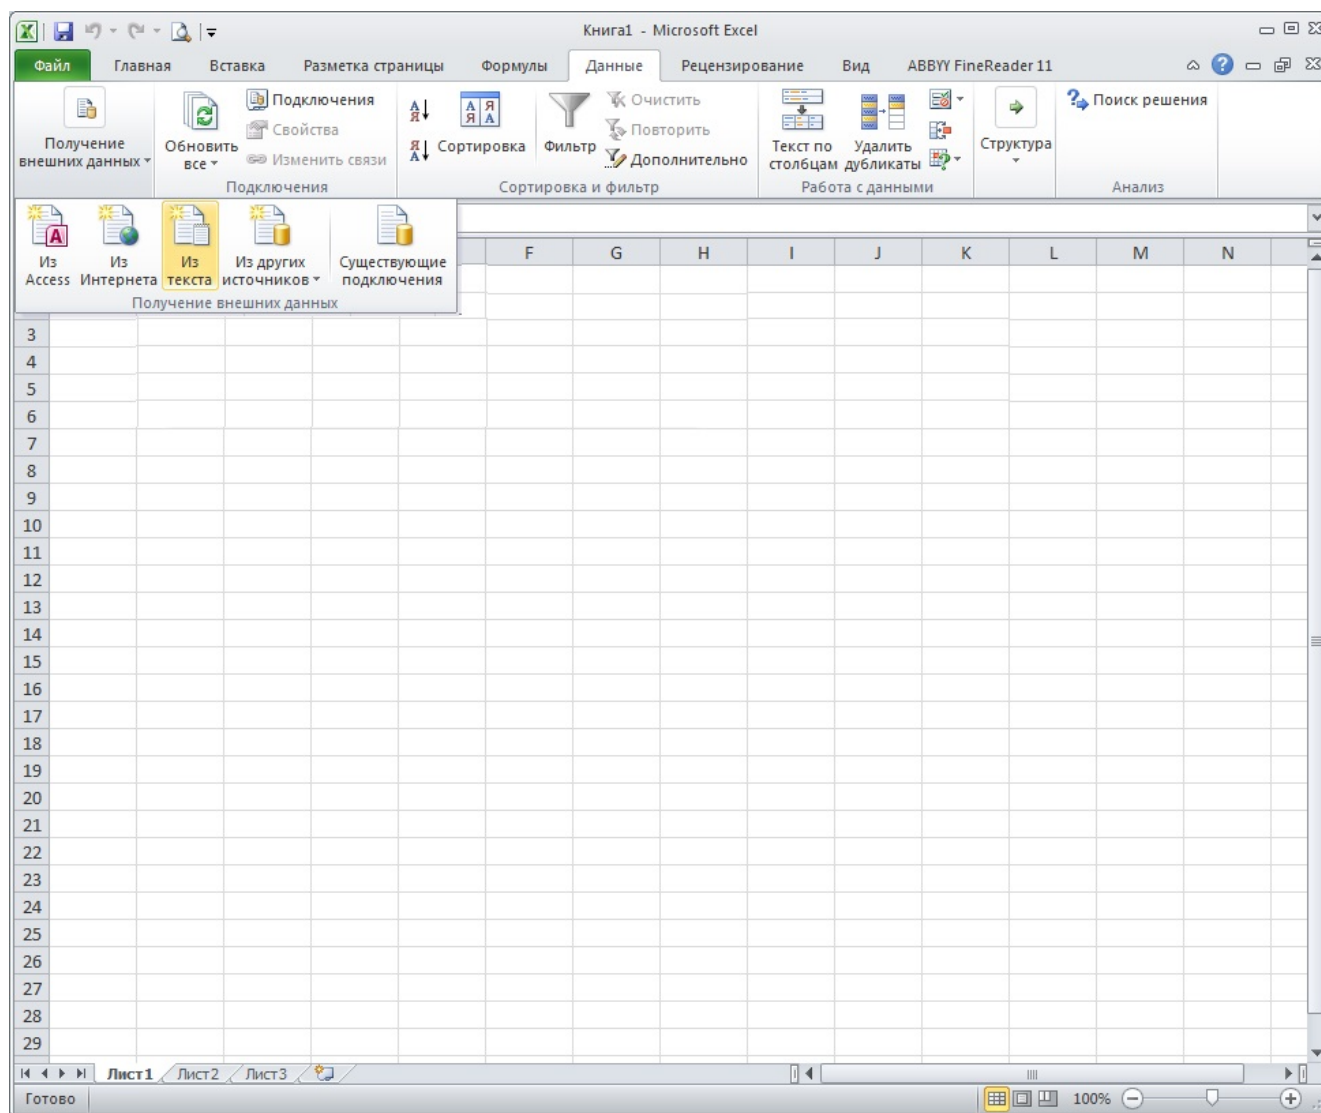 Книга1 - Microsoft Excel
Файл Главная Вставка Разметка страницы Формулы Данные Рецензирование Вид ABBYY FineReader 11
Получение внешних данных
Обновить все
Подключения
Свойства
Изменить связи
Подключения
А Я
Я А
А Я
Я А
Сортировка
Фильтр
Очистить
Повторить
Дополнительно
Сортировка и фильтр
Текст по столбцам
Удалить дубликаты
Работа с данными
Структура
Поиск решения
Анализ
Из Access
Из Интернета
Из текста
Из других источников
Существующие подключения
Получение внешних данных
F G H I J K L M N
3
4
5
6
7
8
9
10
11
12
13
14
15
16
17
18
19
20
21
22
23
24
25
26
27
28
29
Лист1 Лист2 Лист3
Готово 100%